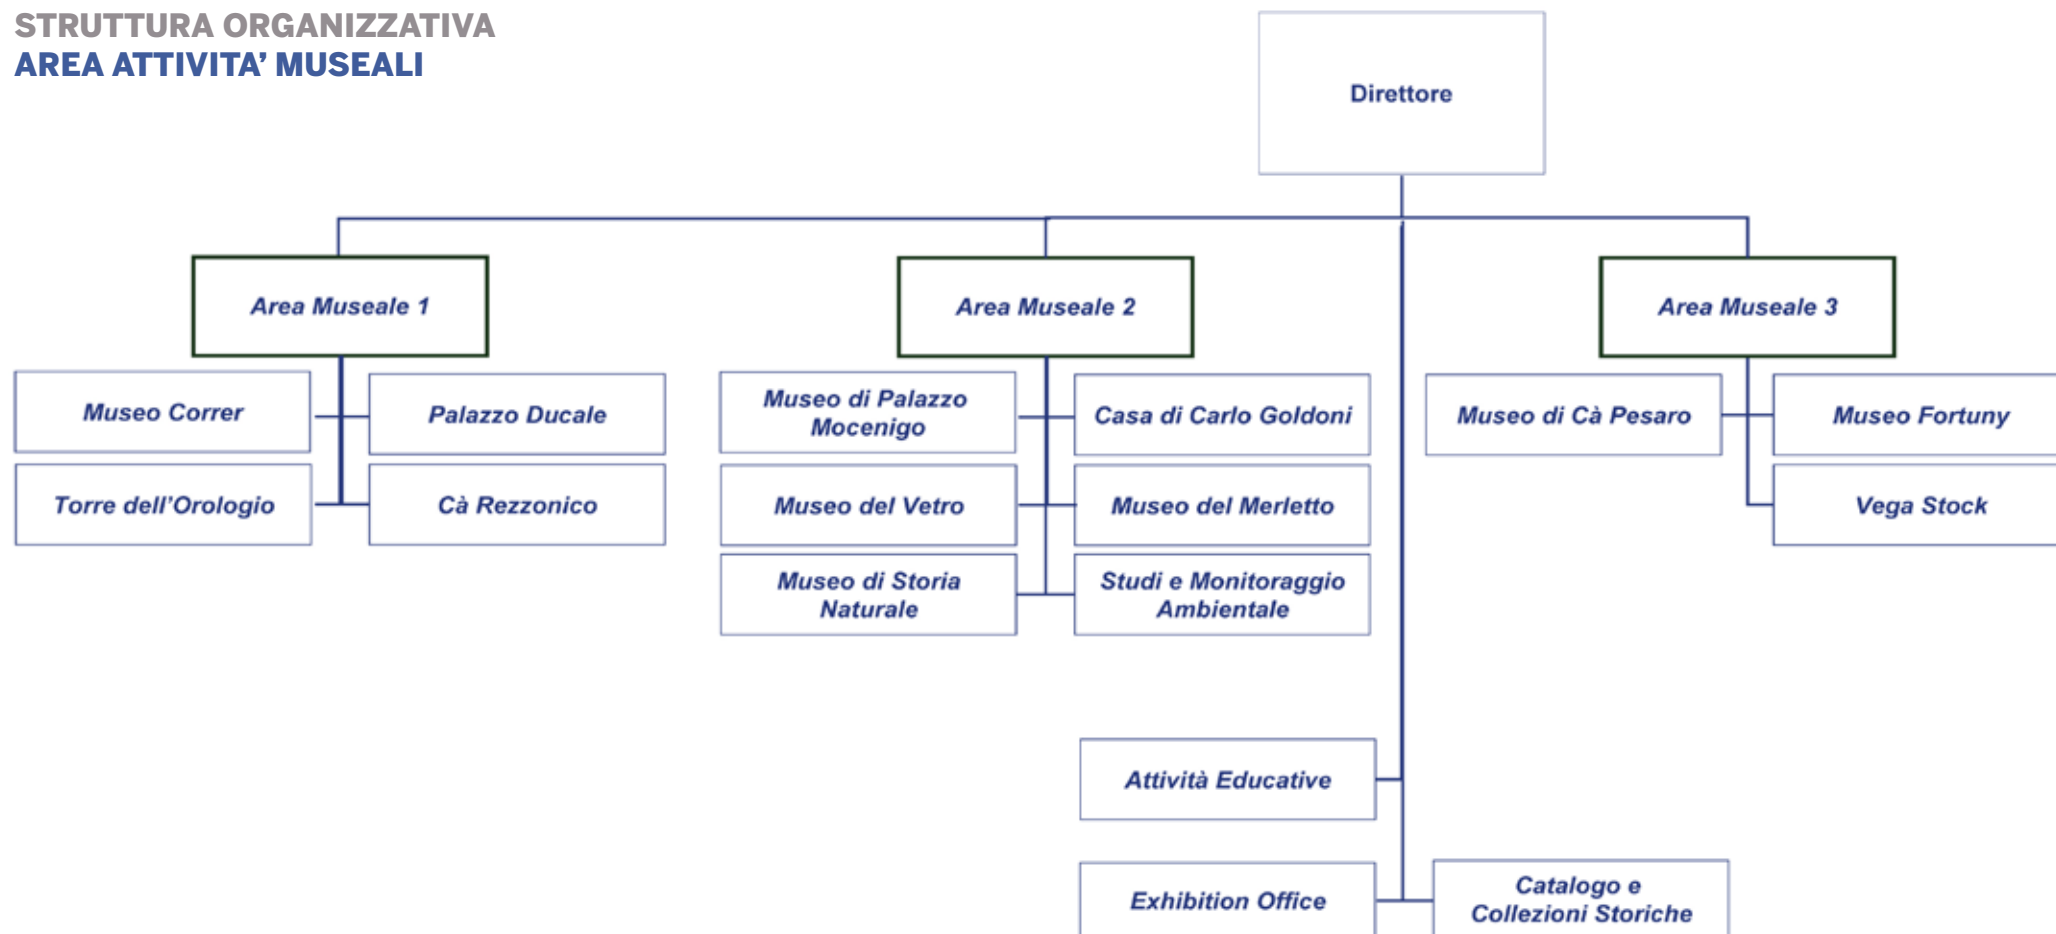 STRUTTURA ORGANIZZATIVA
AREA ATTIVITA’ MUSEALI
Direttore
Area Museale 1
Area Museale 2
Area Museale 3
Museo Correr
Palazzo Ducale
Torre dell’Orologio
Cà Rezzonico
Museo di Palazzo
Mocenigo
Casa di Carlo Goldoni
Museo del Vetro
Museo del Merletto
Museo di Storia
Naturale
Studi e Monitoraggio
Ambientale
Museo di Cà Pesaro
Museo Fortuny
Vega Stock
Attività Educative
Exhibition Office
Catalogo e
Collezioni Storiche